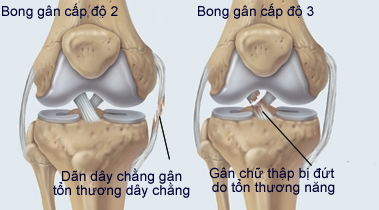 Bong gân cấp độ 2
Bong gân cấp độ 3
Dãn dây chằng gân
tổn thương dây chằng
Gân chữ thập bị đứt
do tổn thương năng